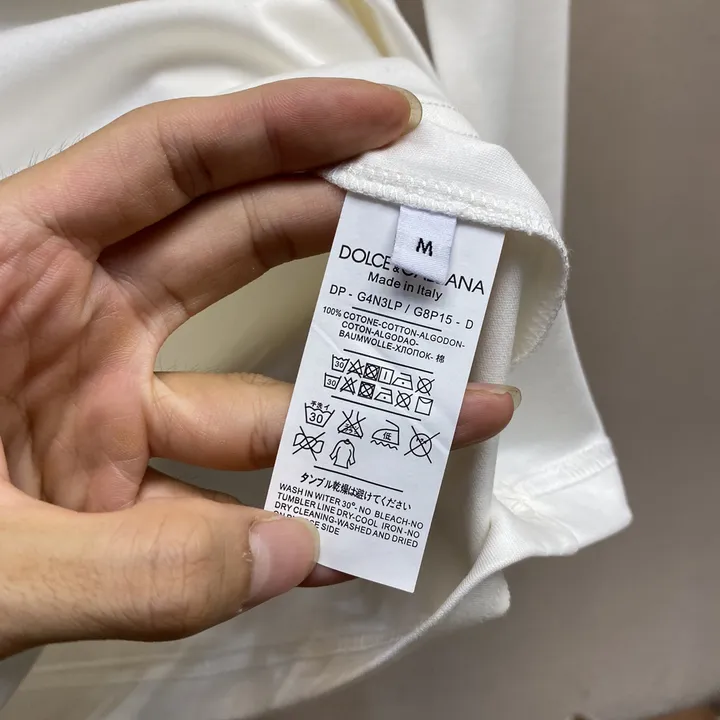 M
DOLCE & GABBANA
Made in Italy
DP - G4N3LP / G8P15 - D
100% COTONE-COTTON-ALGODON-
COTON-ALGODAO-
BAUMWOLLE-ХЛОПОК- 棉
30
30
手洗イ
30
低
タンブル乾燥は避けてください
WASH IN WITER 30°-NO BLEACH-NO
TUMBLER LINE DRY-COOL IRON-NO
DRY CLEANING-WASHED AND DRIED
SIDE